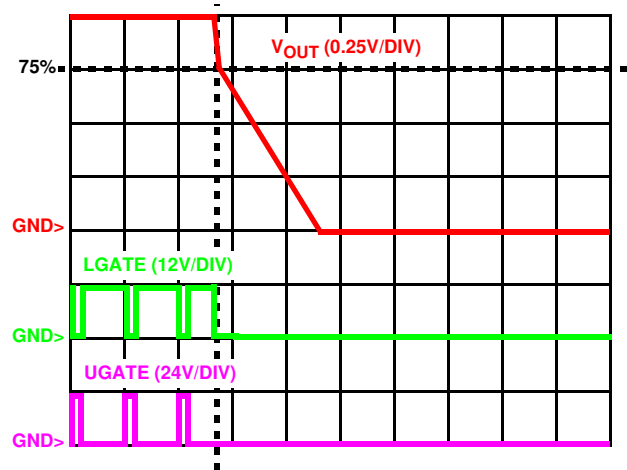 VOUT (0.25V/DIV)
75%
GND>
LGATE (12V/DIV)
GND>
UGATE (24V/DIV)
GND>